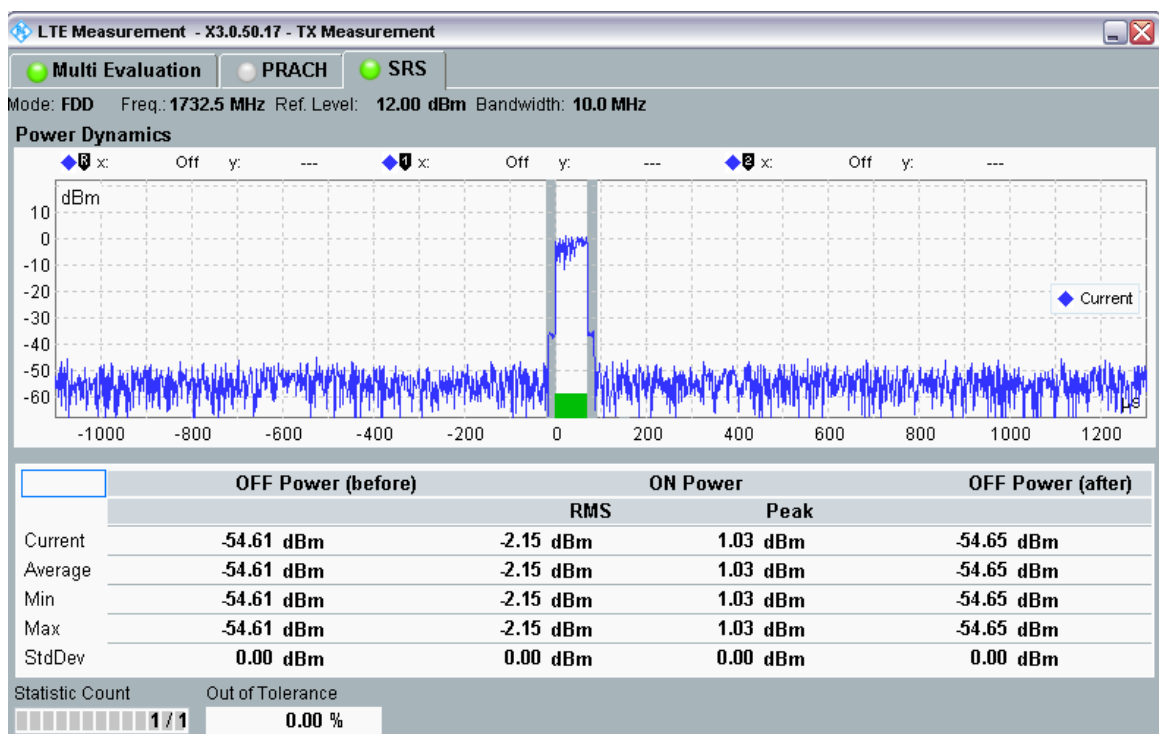 LTE Measurement - X3.0.50.17 - TX Measurement
Multi Evaluation PRACH SRS
Mode: FDD Freq.: 1732.5 MHz Ref. Level: 12.00 dBm Bandwidth: 10.0 MHz
Power Dynamics
R x: Off y: --- 1 x: Off y: --- 2 x: Off y: ---
dBm
10
0
-10
-20
-30
-40
-50
-60
Current
µs
-1000 -800 -600 -400 -200 0 200 400 600 800 1000 1200
OFF Power (before) ON Power OFF Power (after)
RMS Peak
Current -54.61 dBm -2.15 dBm 1.03 dBm -54.65 dBm
Average -54.61 dBm -2.15 dBm 1.03 dBm -54.65 dBm
Min -54.61 dBm -2.15 dBm 1.03 dBm -54.65 dBm
Max -54.61 dBm -2.15 dBm 1.03 dBm -54.65 dBm
StdDev 0.00 dBm 0.00 dBm 0.00 dBm 0.00 dBm
Statistic Count Out of Tolerance
1 / 1 0.00 %